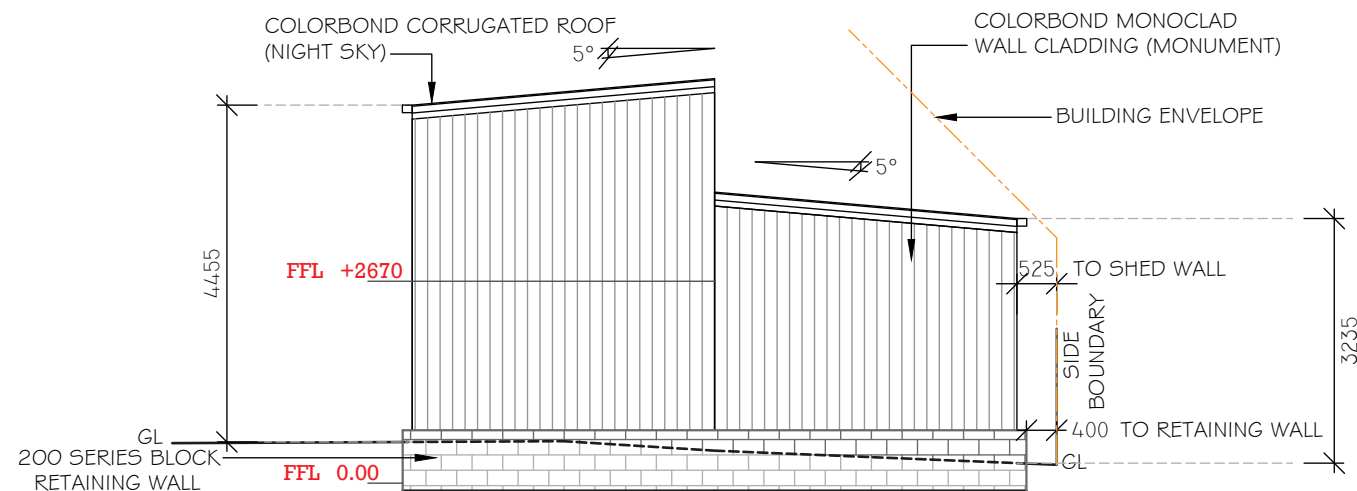 COLORBOND CORRUGATED ROOF
(NIGHT SKY)
5°
COLORBOND MONOCLAD
WALL CLADDING (MONUMENT)
BUILDING ENVELOPE
5°
4455
FFL +2670
525 TO SHED WALL
SIDE
BOUNDARY
3235
GL
400 TO RETAINING WALL
200 SERIES BLOCK
RETAINING WALL
FFL 0.00
GL